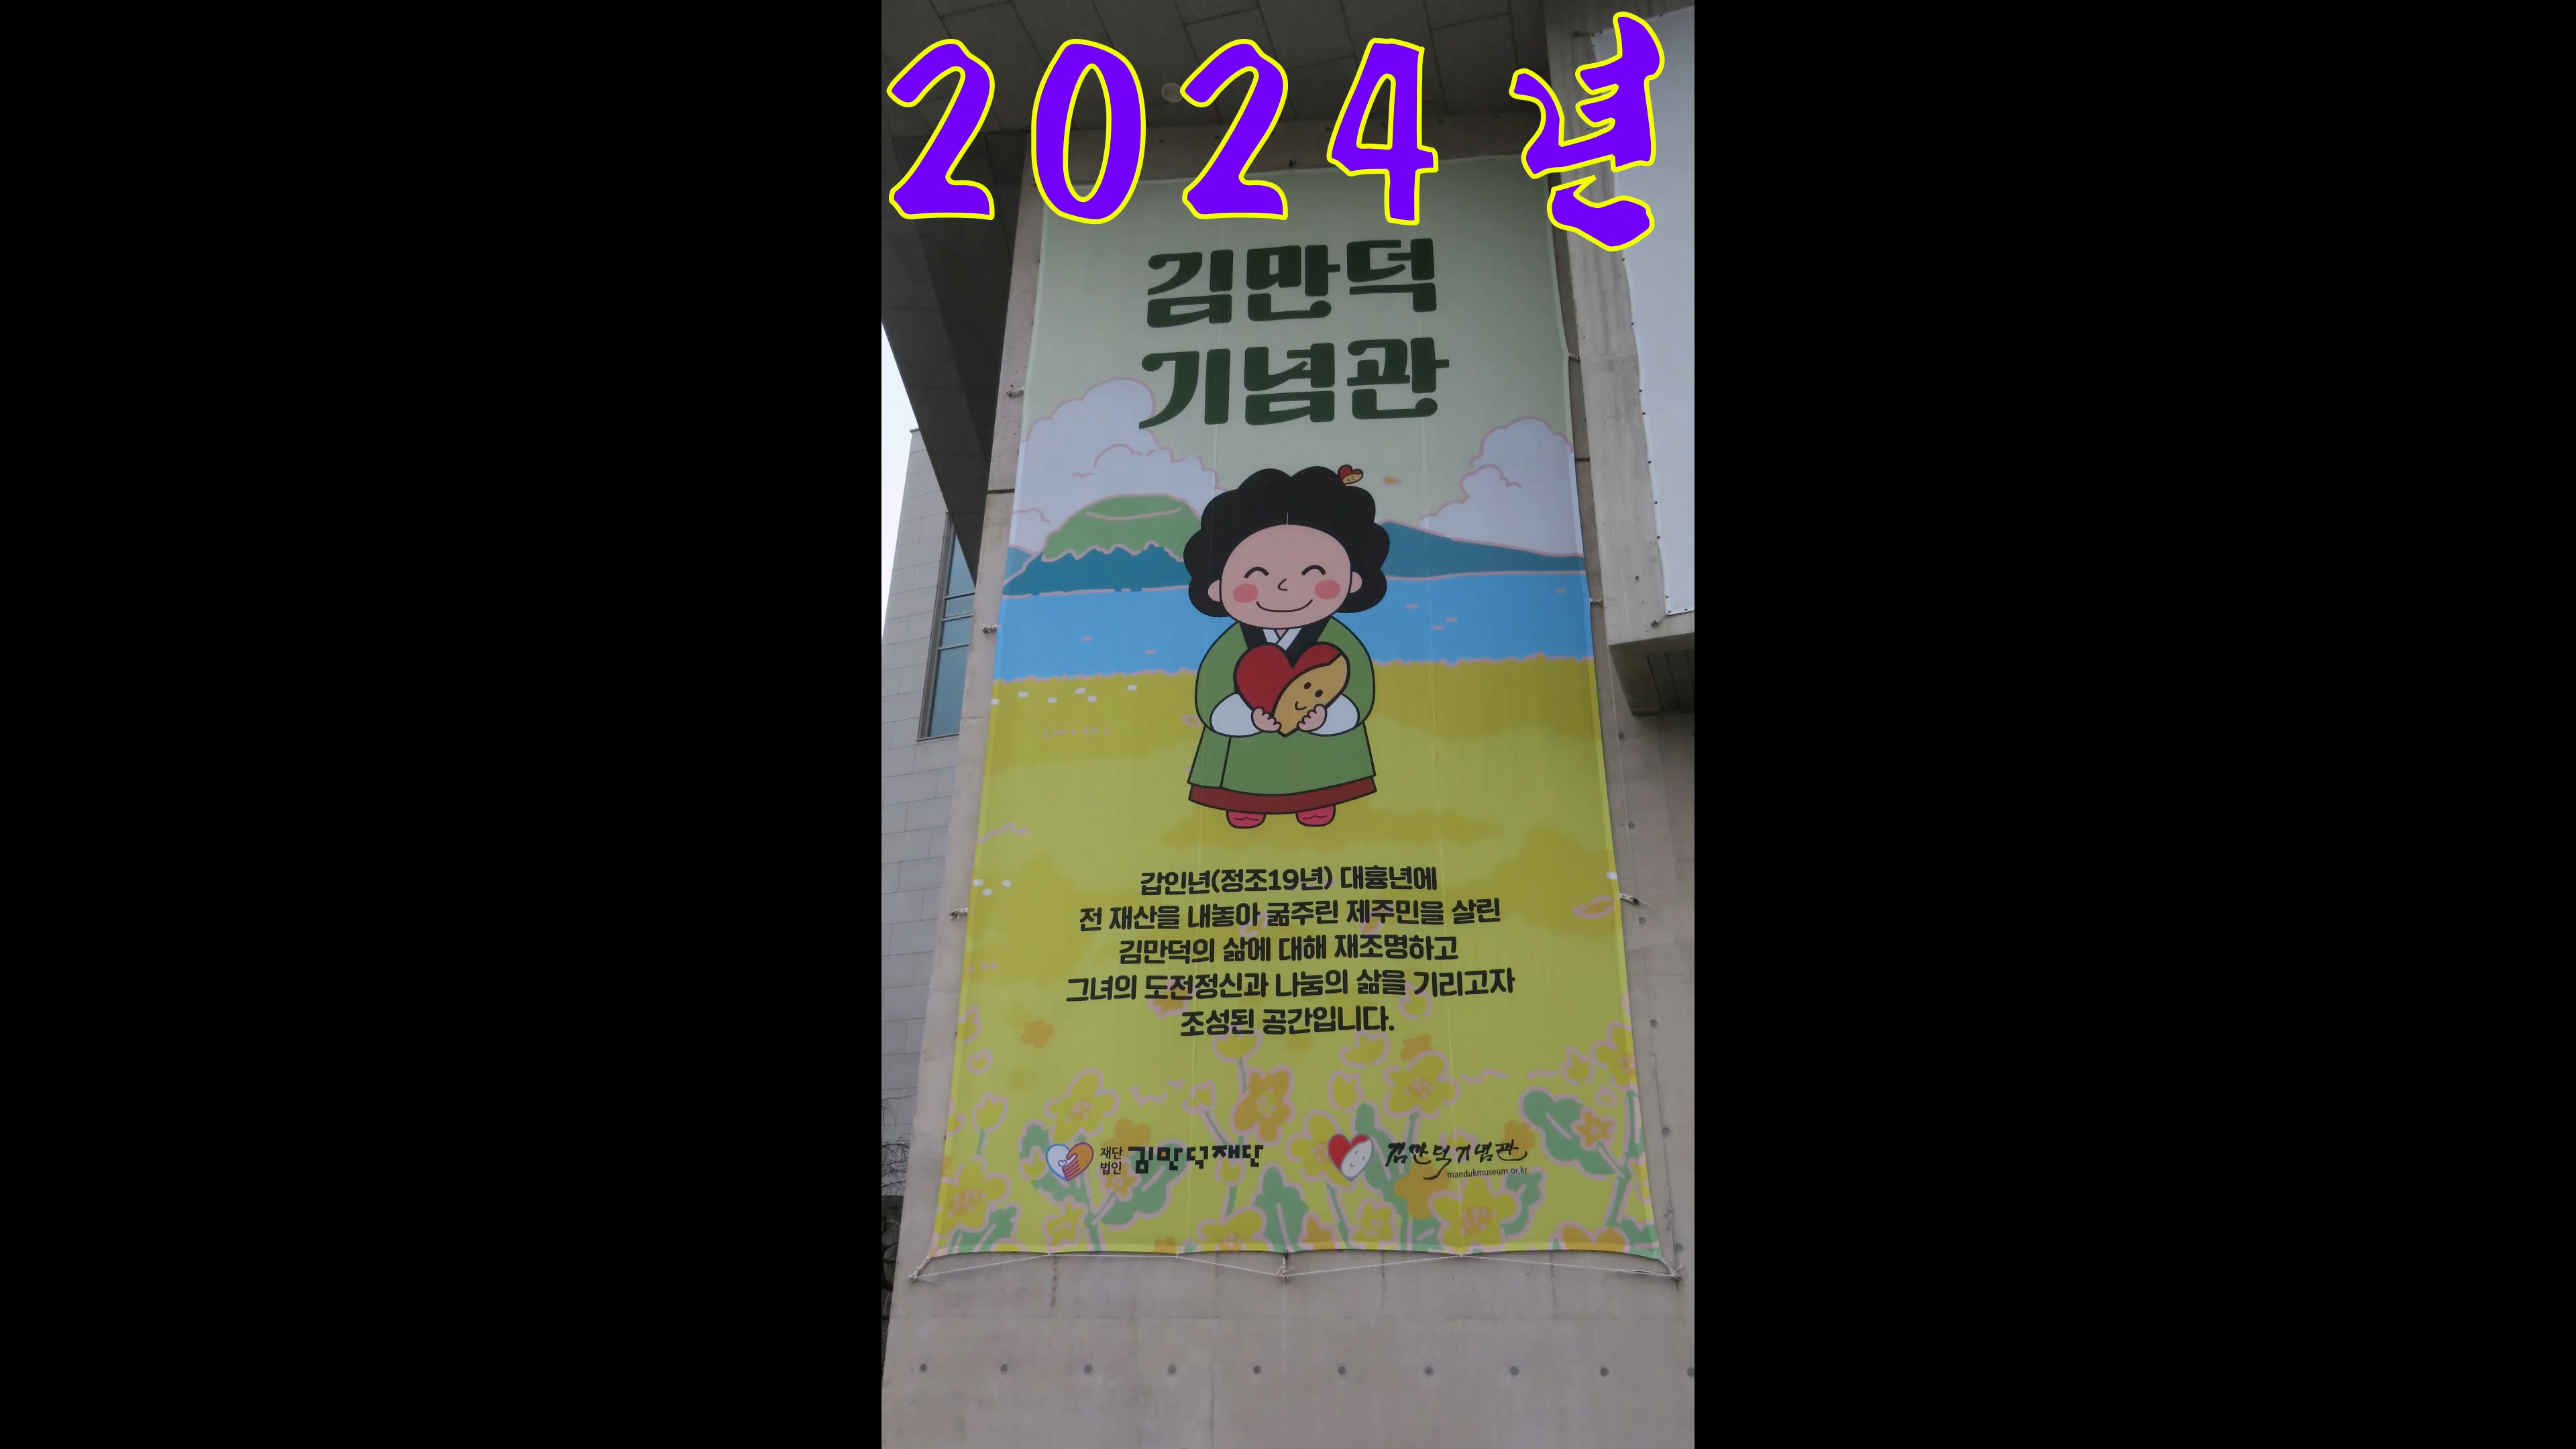 2024년
김만덕
기념관
갑인년(정조19년) 대흉년에
전 재산을 내놓아 굶주린 제주민을 살린
김만덕의 삶에 대해 재조명하고
그녀의 도전정신과 나눔의 삶을 기리고자
조성된 공간입니다.
재단
법인 김만덕재단
김만덕기념관
mandukmuseum.or.kr